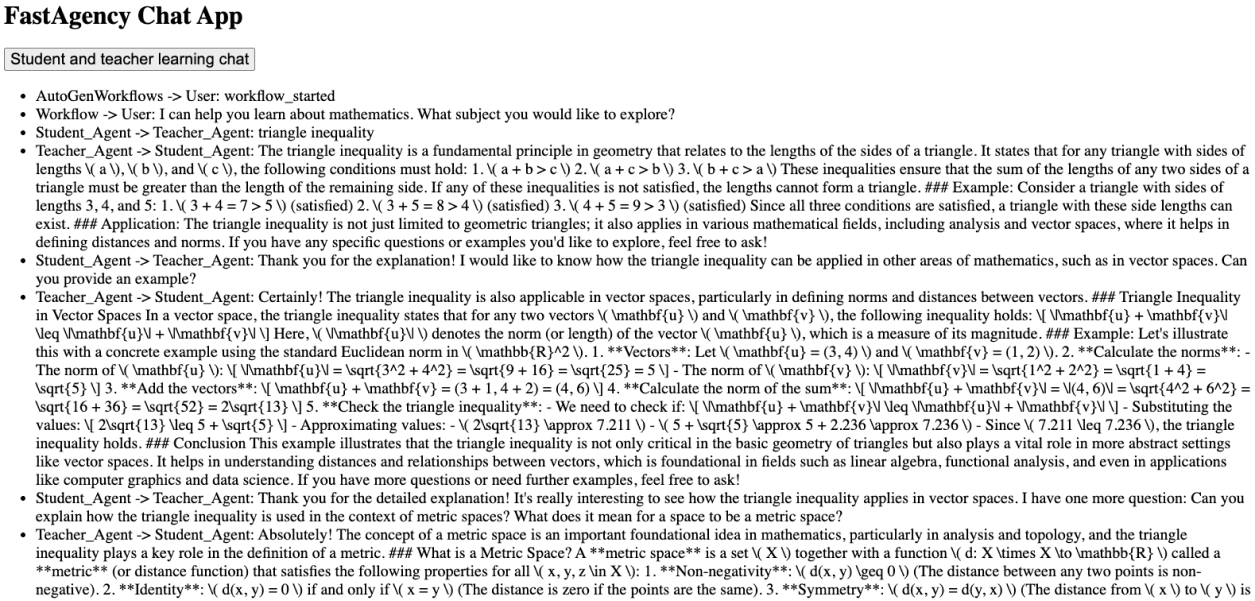 FastAgency Chat App
Student and teacher learning chat
• AutoGenWorkflows -> User: workflow_started
• Workflow -> User: I can help you learn about mathematics. What subject you would like to explore?
• Student_Agent -> Teacher_Agent: triangle inequality
• Teacher_Agent -> Student_Agent: The triangle inequality is a fundamental principle in geometry that relates to the lengths of the sides of a triangle. It states that for any triangle with sides of
lengths \( a \), \( b \), and \( c \), the following conditions must hold: 1. \( a + b > c \) 2. \( a + c > b \) 3. \( b + c > a \) These inequalities ensure that the sum of the lengths of any two sides of a
triangle must be greater than the length of the remaining side. If any of these inequalities is not satisfied, the lengths cannot form a triangle. ### Example: Consider a triangle with sides of
lengths 3, 4, and 5: 1. \( 3 + 4 = 7 > 5 \) (satisfied) 2. \( 3 + 5 = 8 > 4 \) (satisfied) 3. \( 4 + 5 = 9 > 3 \) (satisfied) Since all three conditions are satisfied, a triangle with these side lengths can
exist. ### Application: The triangle inequality is not just limited to geometric triangles; it also applies in various mathematical fields, including analysis and vector spaces, where it helps in
defining distances and norms. If you have any specific questions or examples you'd like to explore, feel free to ask!
• Student_Agent -> Teacher_Agent: Thank you for the explanation! I would like to know how the triangle inequality can be applied in other areas of mathematics, such as in vector spaces. Can
you provide an example?
• Teacher_Agent -> Student_Agent: Certainly! The triangle inequality is also applicable in vector spaces, particularly in defining norms and distances between vectors. ### Triangle Inequality
in Vector Spaces In a vector space, the triangle inequality states that for any two vectors \( \mathbf{u} \) and \( \mathbf{v} \), the following inequality holds: \[ \|\mathbf{u} + \mathbf{v}\|
\leq \|\mathbf{u}\| + \|\mathbf{v}\| \] Here, \( \|\mathbf{u}\| \) denotes the norm (or length) of the vector \( \mathbf{u} \), which is a measure of its magnitude. ### Example: Let's illustrate
this with a concrete example using the standard Euclidean norm in \( \mathbb{R}^2 \). 1. **Vectors**: Let \( \mathbf{u} = (3, 4) \) and \( \mathbf{v} = (1, 2) \). 2. **Calculate the norms**: -
The norm of \( \mathbf{u} \): \[ \|\mathbf{u}\| = \sqrt{3^2 + 4^2} = \sqrt{9 + 16} = \sqrt{25} = 5 \] - The norm of \( \mathbf{v} \): \[ \|\mathbf{v}\| = \sqrt{1^2 + 2^2} = \sqrt{1 + 4} =
\sqrt{5} \] 3. **Add the vectors**: \[ \mathbf{u} + \mathbf{v} = (3 + 1, 4 + 2) = (4, 6) \] 4. **Calculate the norm of the sum**: \[ \|\mathbf{u} + \mathbf{v}\| = \|(4, 6)\| = \sqrt{4^2 + 6^2} =
\sqrt{16 + 36} = \sqrt{52} = 2\sqrt{13} \] 5. **Check the triangle inequality**: - We need to check if: \[ \|\mathbf{u} + \mathbf{v}\| \leq \|\mathbf{u}\| + \|\mathbf{v}\| \] - Substituting the
values: \[ 2\sqrt{13} \leq 5 + \sqrt{5} \] - Approximating values: - \( 2\sqrt{13} \approx 7.211 \) - \( 5 + \sqrt{5} \approx 5 + 2.236 \approx 7.236 \) - Since \( 7.211 \leq 7.236 \), the triangle
inequality holds. ### Conclusion This example illustrates that the triangle inequality is not only critical in the basic geometry of triangles but also plays a vital role in more abstract settings
like vector spaces. It helps in understanding distances and relationships between vectors, which is foundational in fields such as linear algebra, functional analysis, and even in applications
like computer graphics and data science. If you have more questions or need further examples, feel free to ask!
• Student_Agent -> Teacher_Agent: Thank you for the detailed explanation! It's really interesting to see how the triangle inequality applies in vector spaces. I have one more question: Can you
explain how the triangle inequality is used in the context of metric spaces? What does it mean for a space to be a metric space?
• Teacher_Agent -> Student_Agent: Absolutely! The concept of a metric space is an important foundational idea in mathematics, particularly in analysis and topology, and the triangle
inequality plays a key role in the definition of a metric. ### What is a Metric Space? A **metric space** is a set \( X \) together with a function \( d: X \times X \to \mathbb{R} \) called a
**metric** (or distance function) that satisfies the following properties for all \( x, y, z \in X \): 1. **Non-negativity**: \( d(x, y) \geq 0 \) (The distance between any two points is non-
negative). 2. **Identity**: \( d(x, y) = 0 \) if and only if \( x = y \) (The distance is zero if the points are the same). 3. **Symmetry**: \( d(x, y) = d(y, x) \) (The distance from \( x \) to \( y \) is